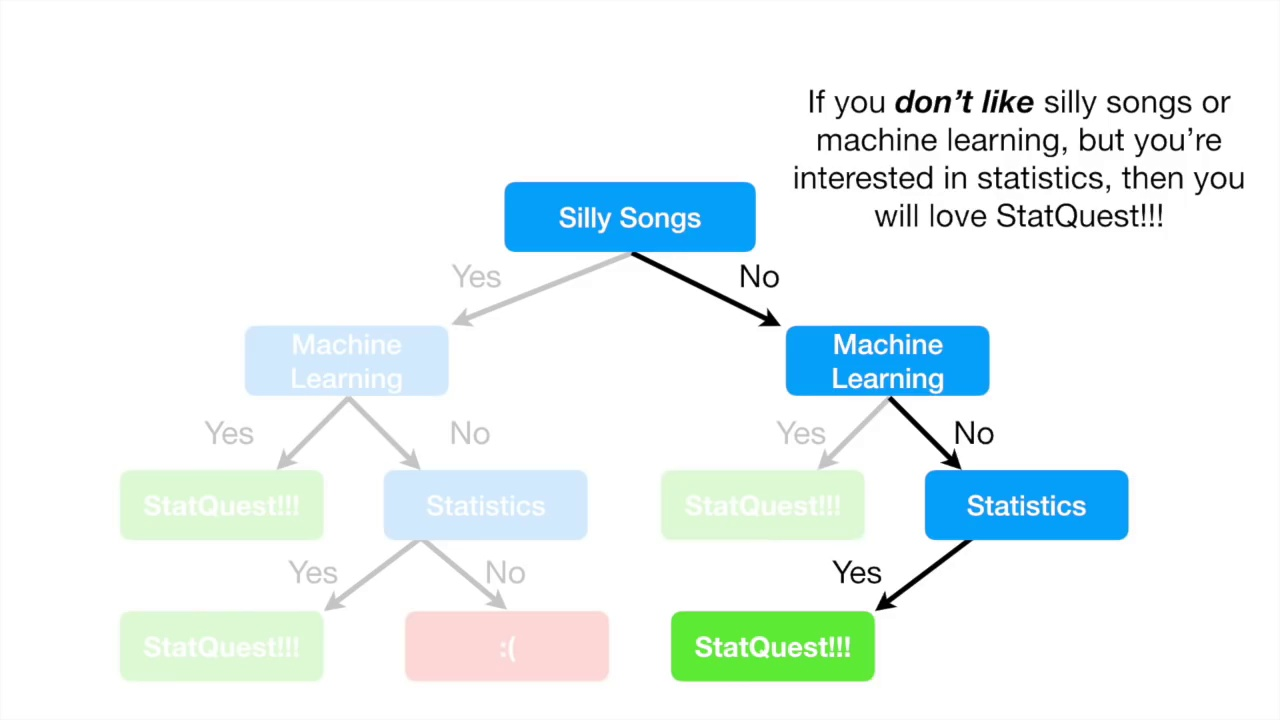 If you don't like silly songs or
machine learning, but you're
interested in statistics, then you
will love StatQuest!!!
Silly Songs
Yes
No
Machine
Learning
Machine
Learning
Yes
No
Yes
No
StatQuest!!!
Statistics
StatQuest!!!
Statistics
Yes
No
Yes
StatQuest!!!
:(
StatQuest!!!